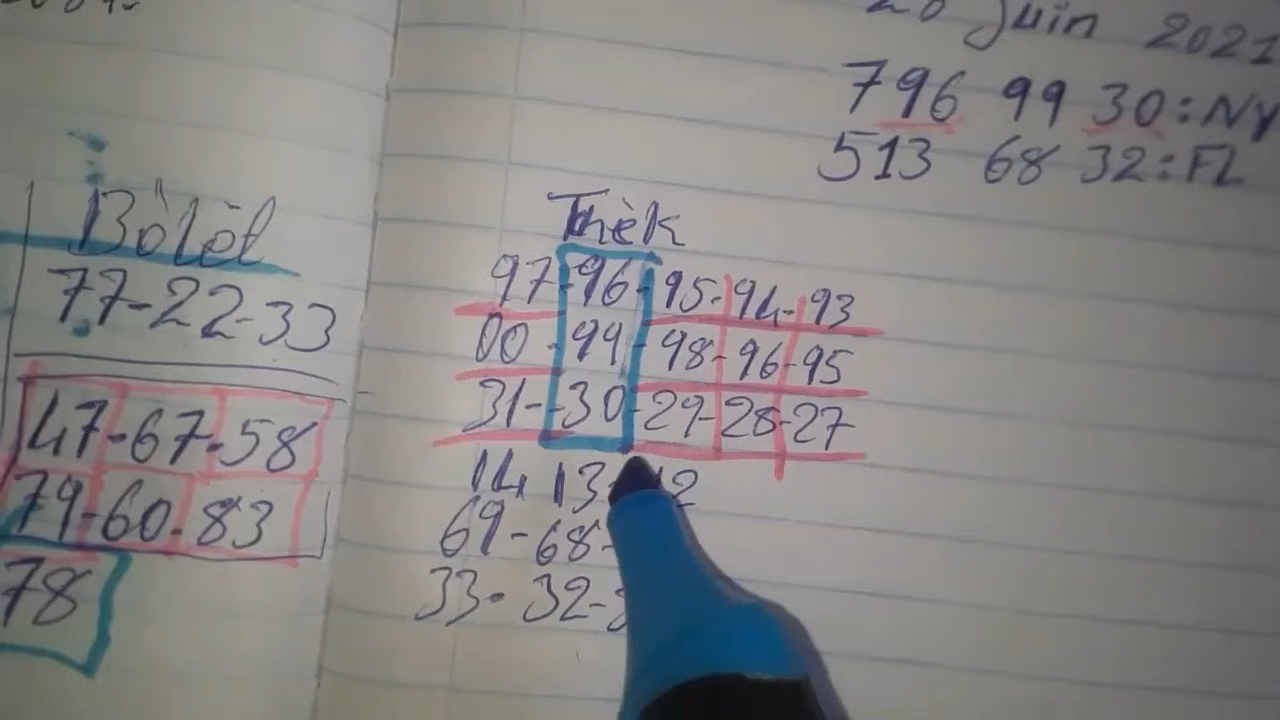 Juin 2021
796 99 30:NY
513 68 32:FL
Bòlèt
77-22-33
47-67-58
79-60-83
78
Thèk
97-96-95-94-93
00-99-98-96-95
31-30-29-28-27
14 13-12
69-68-
33-32-